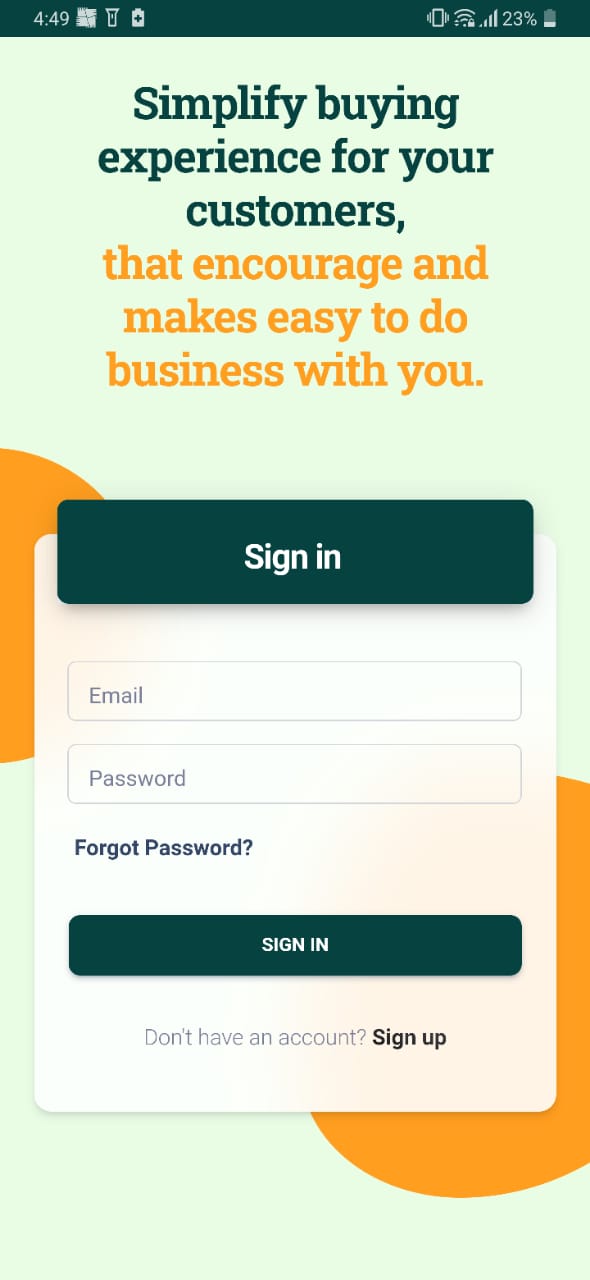 4:49
23%
Simplify buying
experience for your
customers,
that encourage and
makes easy to do
business with you.
Sign in
Email
Password
Forgot Password?
SIGN IN
Don't have an account? Sign up